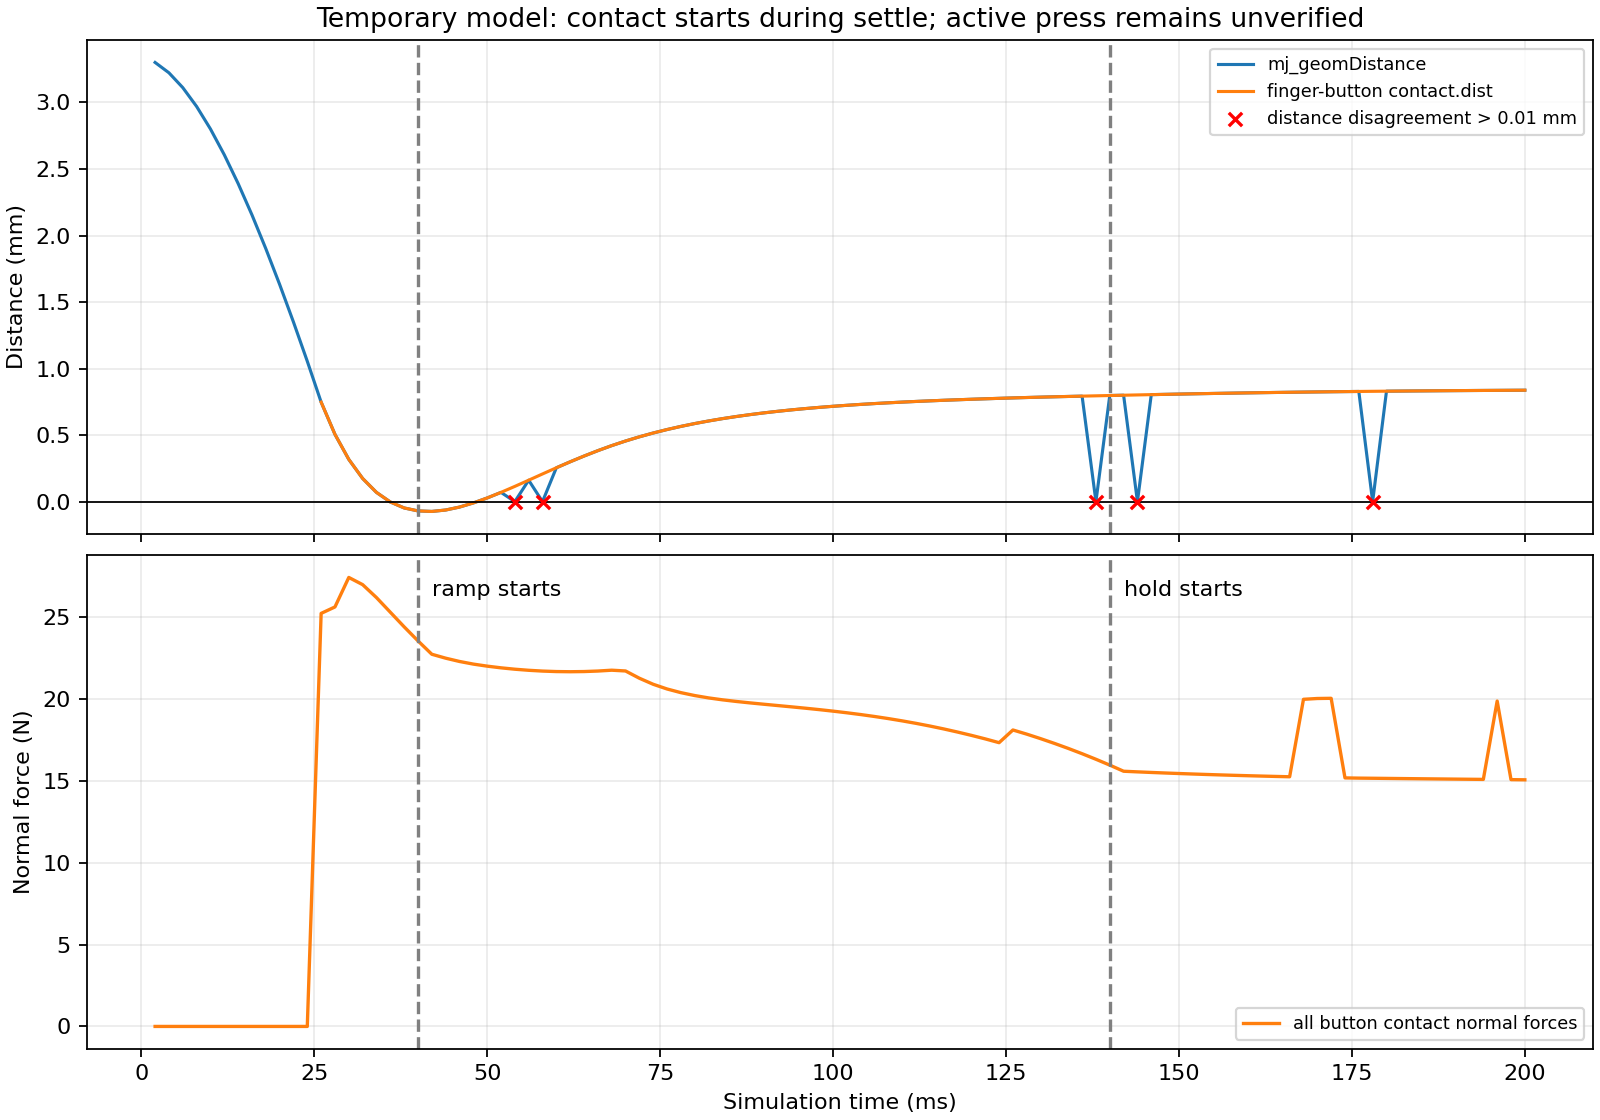 Temporary model: contact starts during settle; active press remains unverified
mj_geomDistance
finger-button contact.dist
distance disagreement > 0.01 mm
Distance (mm)
3.0
2.5
2.0
1.5
1.0
0.5
0.0
ramp starts
hold starts
Normal force (N)
25
20
15
10
5
0
all button contact normal forces
0 25 50 75 100 125 150 175 200
Simulation time (ms)